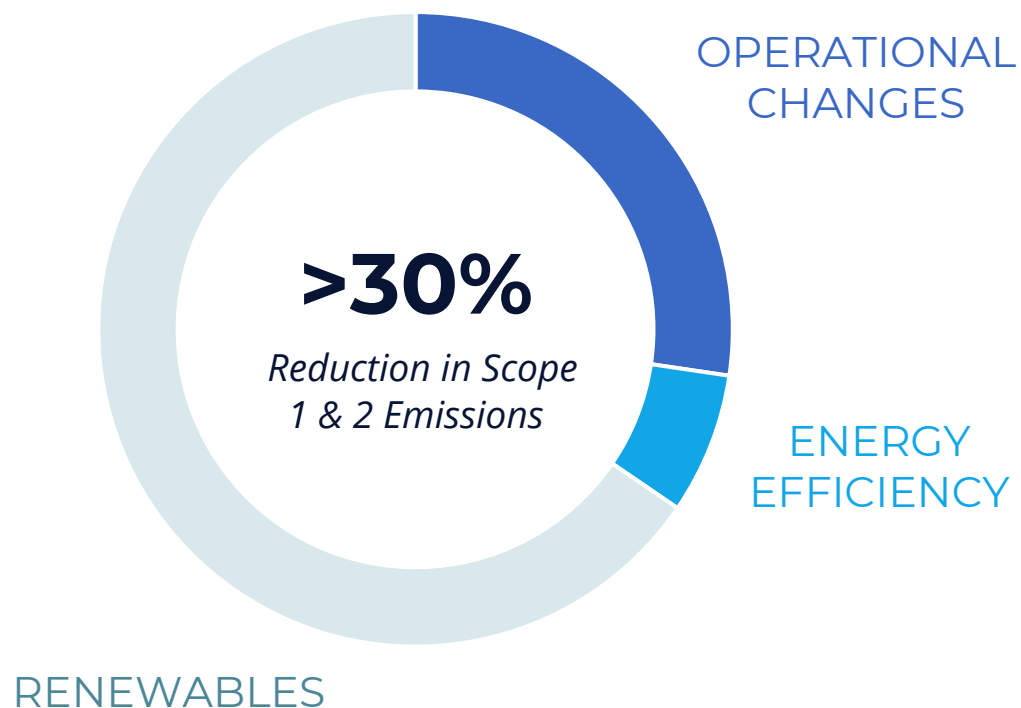 OPERATIONAL
CHANGES
>30%
Reduction in Scope
1 & 2 Emissions
ENERGY
EFFICIENCY
RENEWABLES